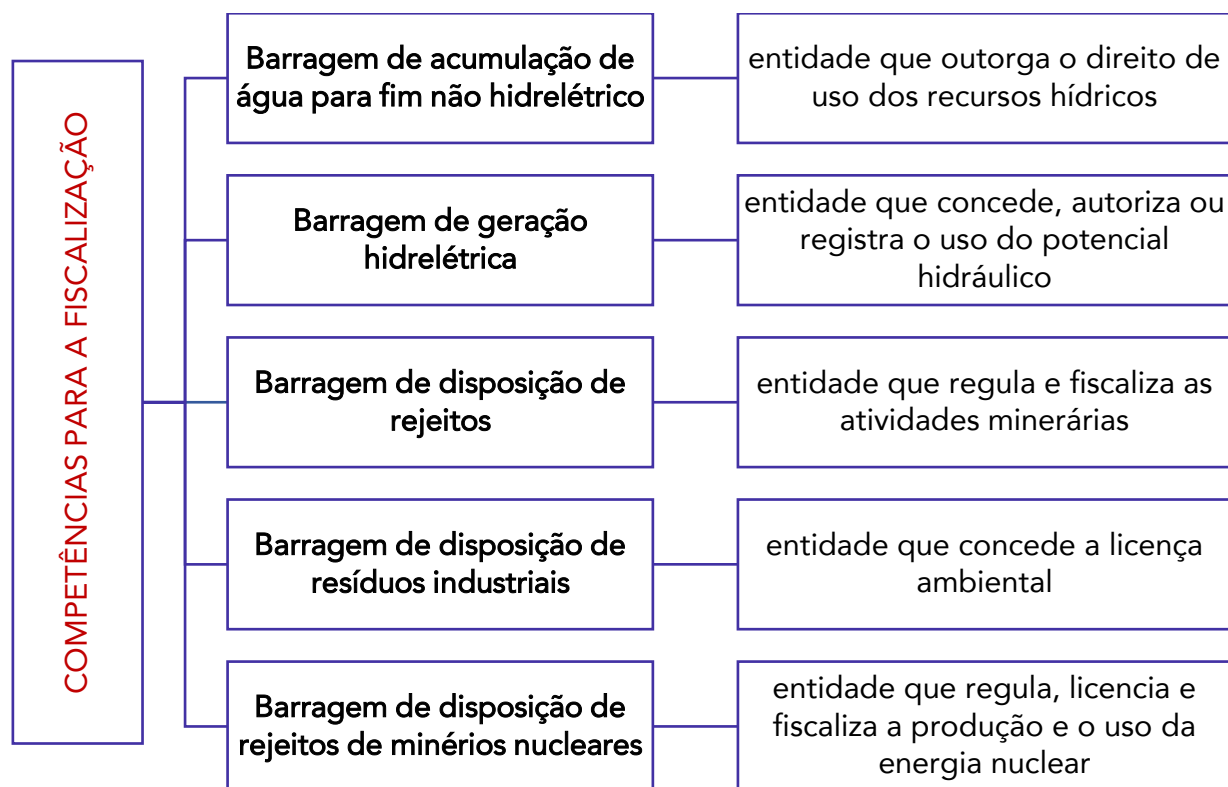 COMPETÊNCIAS PARA A FISCALIZAÇÃO
Barragem de acumulação de
água para fim não hidrelétrico
entidade que outorga o direito de
uso dos recursos hídricos
Barragem de geração
hidrelétrica
entidade que concede, autoriza ou
registra o uso do potencial
hidráulico
Barragem de disposição de
rejeitos
entidade que regula e fiscaliza as
atividades minerárias
Barragem de disposição de
resíduos industriais
entidade que concede a licença
ambiental
Barragem de disposição de
rejeitos de minérios nucleares
entidade que regula, licencia e
fiscaliza a produção e o uso da
energia nuclear